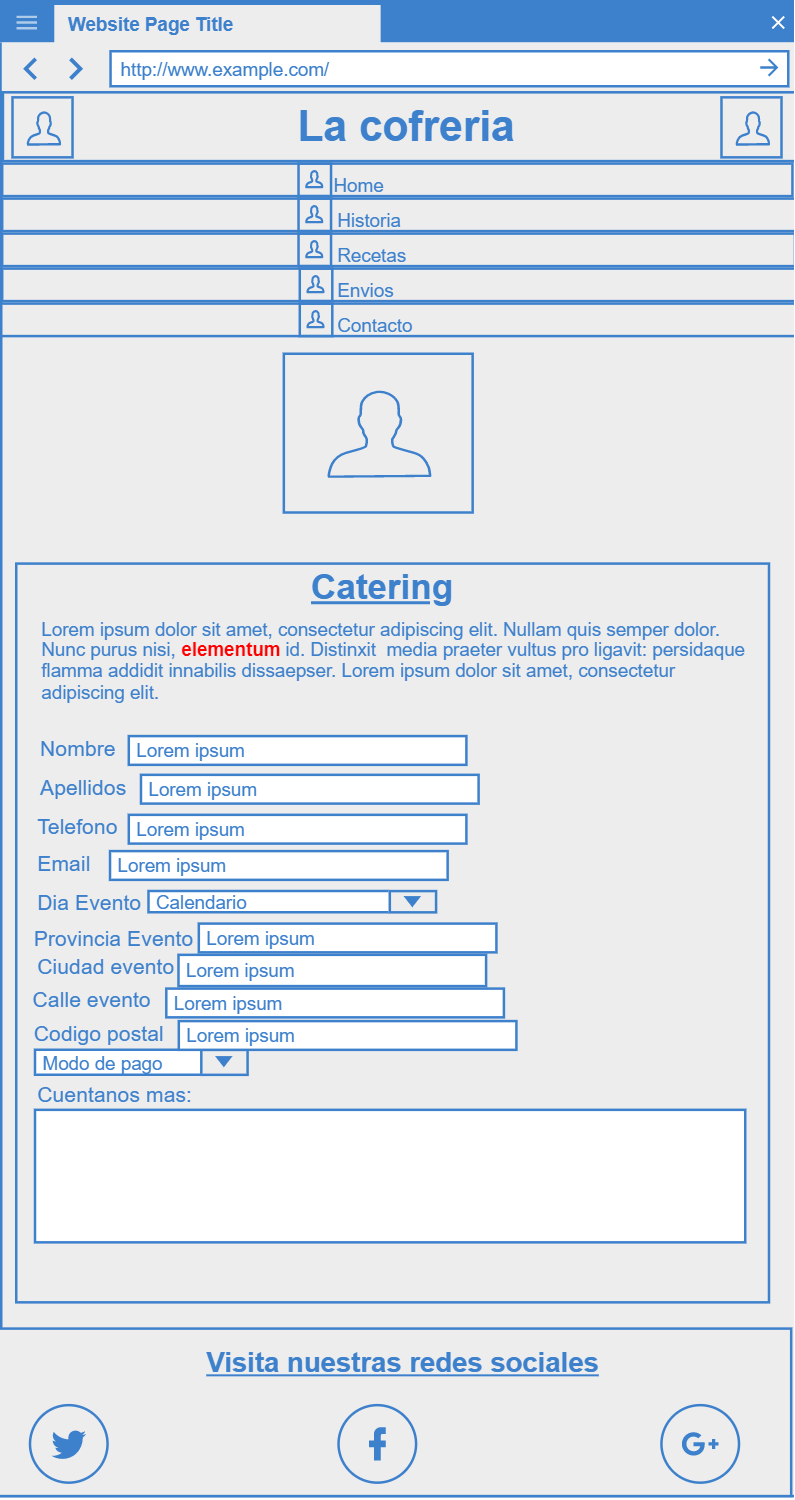 Website Page Title
http://www.example.com/
La cofreria
Home
Historia
Recetas
Envios
Contacto
Catering
Lorem ipsum dolor sit amet, consectetur adipiscing elit. Nullam quis semper dolor.
Nunc purus nisi, elementum id. Distinxit  media praeter vultus pro ligavit: persidaque
flamma addidit innabilis dissaepser. Lorem ipsum dolor sit amet, consectetur
adipiscing elit.
Nombre Lorem ipsum
Apellidos Lorem ipsum
Telefono Lorem ipsum
Email Lorem ipsum
Dia Evento Calendario
Provincia Evento Lorem ipsum
Ciudad evento Lorem ipsum
Calle evento Lorem ipsum
Codigo postal Lorem ipsum
Modo de pago
Cuentanos mas:
Visita nuestras redes sociales
G+